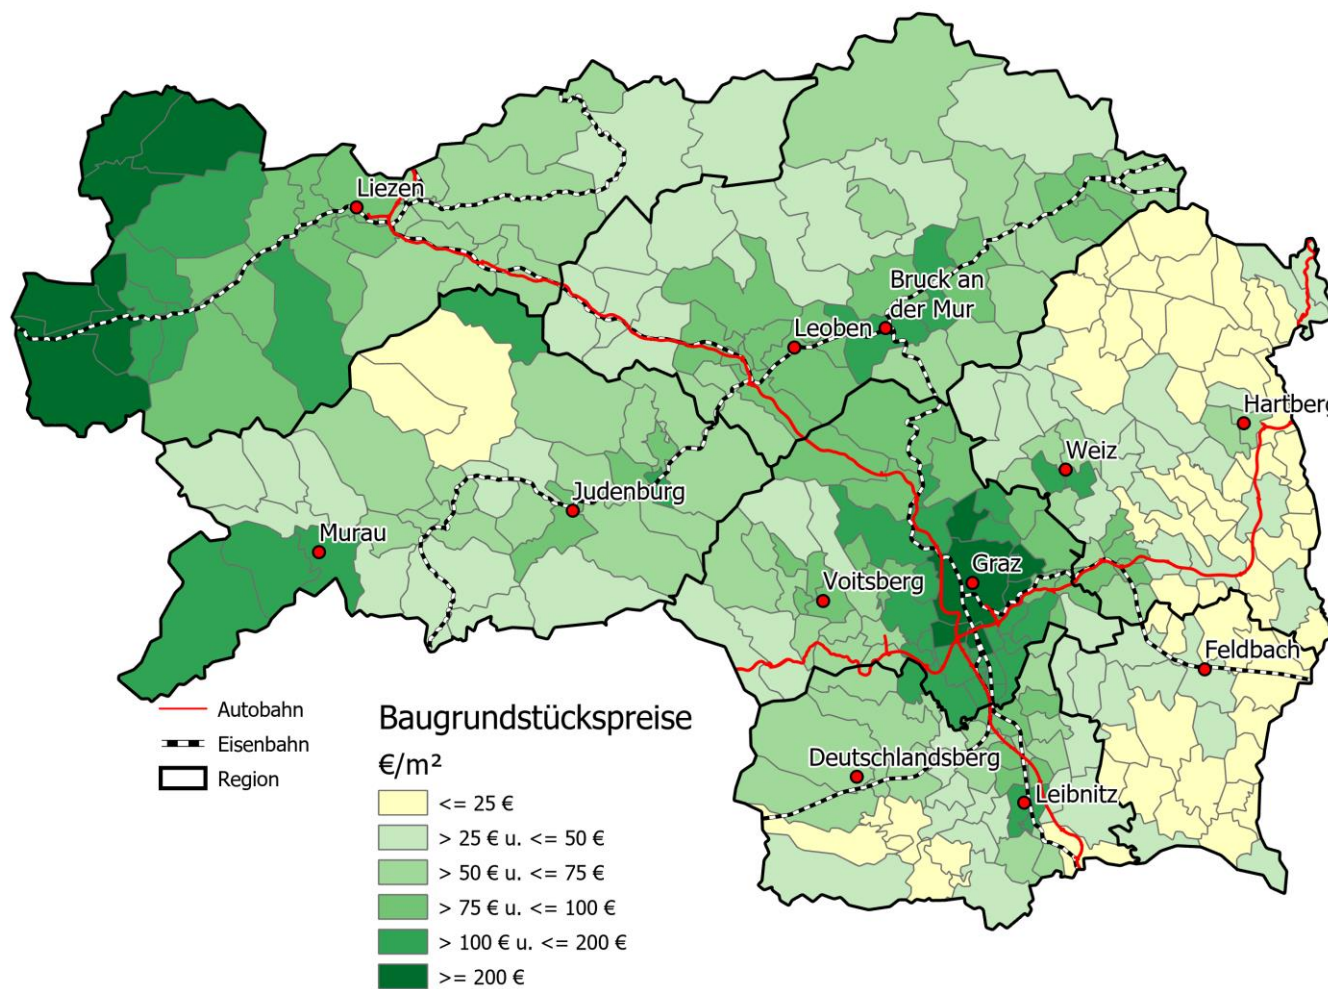 Liezen
Bruck an
der Mur
Leoben
Hartberg
Weiz
Judenburg
Murau
Graz
Voitsberg
Feldbach
Deutschlandsberg
Leibnitz
Autobahn
Eisenbahn
Region
Baugrundstückspreise
€/m²
<= 25 €
> 25 € u. <= 50 €
> 50 € u. <= 75 €
> 75 € u. <= 100 €
> 100 € u. <= 200 €
>= 200 €